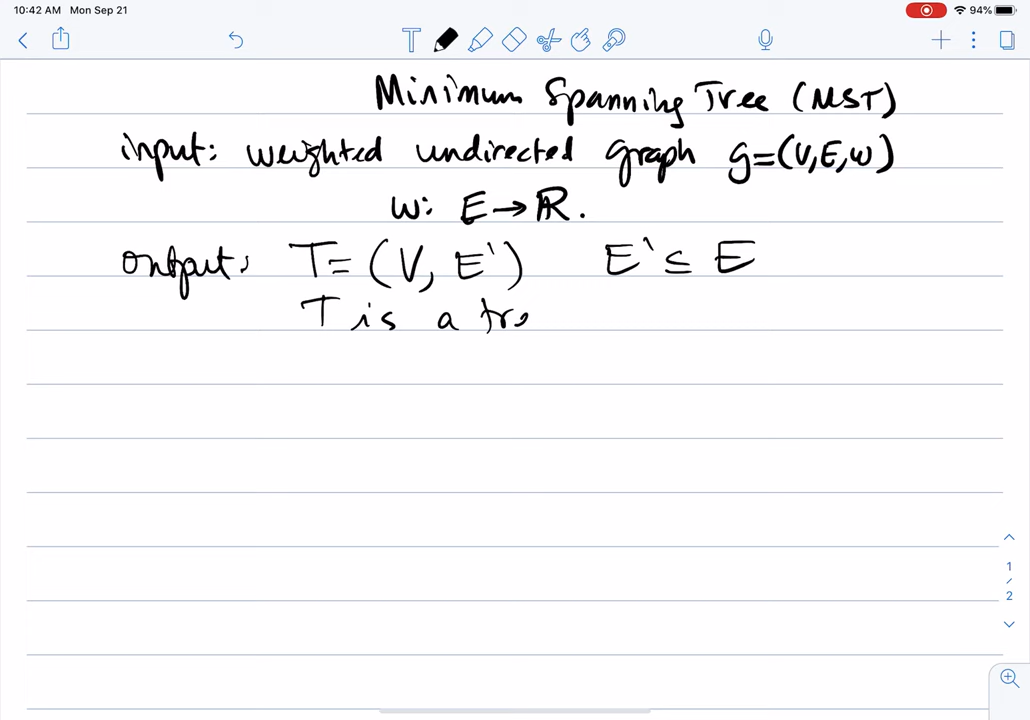 10:42 AM Mon Sep 21
94%
Minimum Spanning Tree (MST)
input: weighted undirected graph g=(V,E,w)
w: E→ℝ.
output: T= (V, E') E' ⊆ E
T is a tre
1
/
2